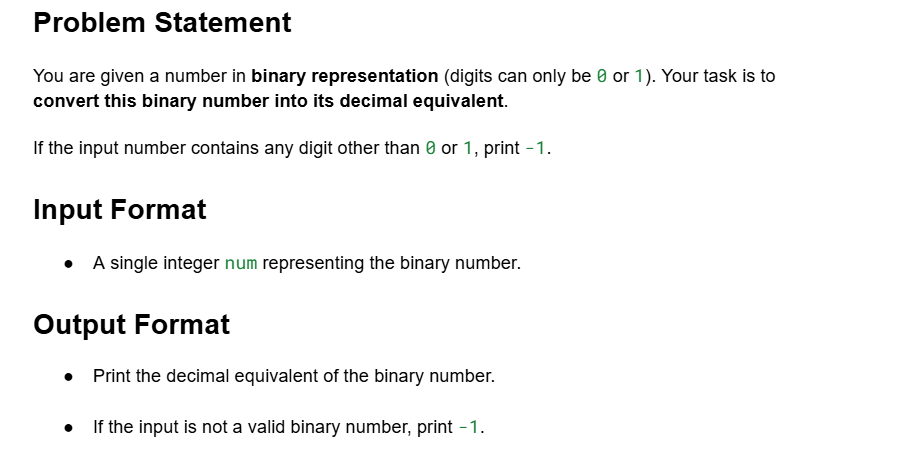 Problem Statement
You are given a number in binary representation (digits can only be 0 or 1). Your task is to
convert this binary number into its decimal equivalent.
If the input number contains any digit other than 0 or 1, print -1.
Input Format
● A single integer num representing the binary number.
Output Format
● Print the decimal equivalent of the binary number.
● If the input is not a valid binary number, print -1.